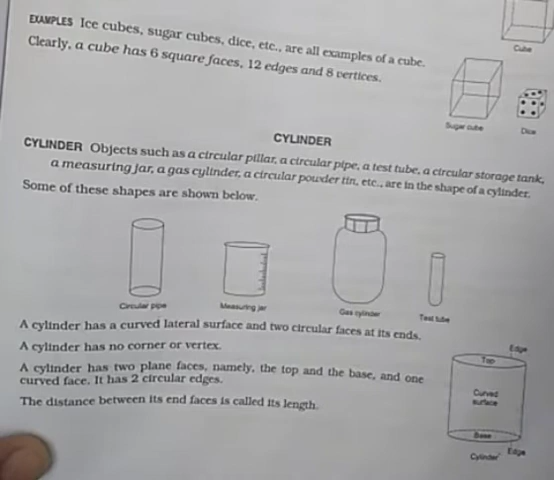 EXAMPLES Ice cubes, sugar cubes, dice, etc., are all examples of a cube.
Clearly, a cube has 6 square faces, 12 edges and 8 vertices.
Cube
Sugar cube
Dice
CYLINDER
CYLINDER Objects such as a circular pillar, a circular pipe, a test tube, a circular storage tank,
a measuring jar, a gas cylinder, a circular powder tin, etc., are in the shape of a cylinder.
Some of these shapes are shown below.
Circular pipe
Measuring jar
Gas cylinder
Test tube
A cylinder has a curved lateral surface and two circular faces at its ends.
A cylinder has no corner or vertex.
A cylinder has two plane faces, namely, the top and the base, and one
curved face. It has 2 circular edges.
The distance between its end faces is called its length.
Edge
Top
Curved
surface
Base
Edge
Cylinder